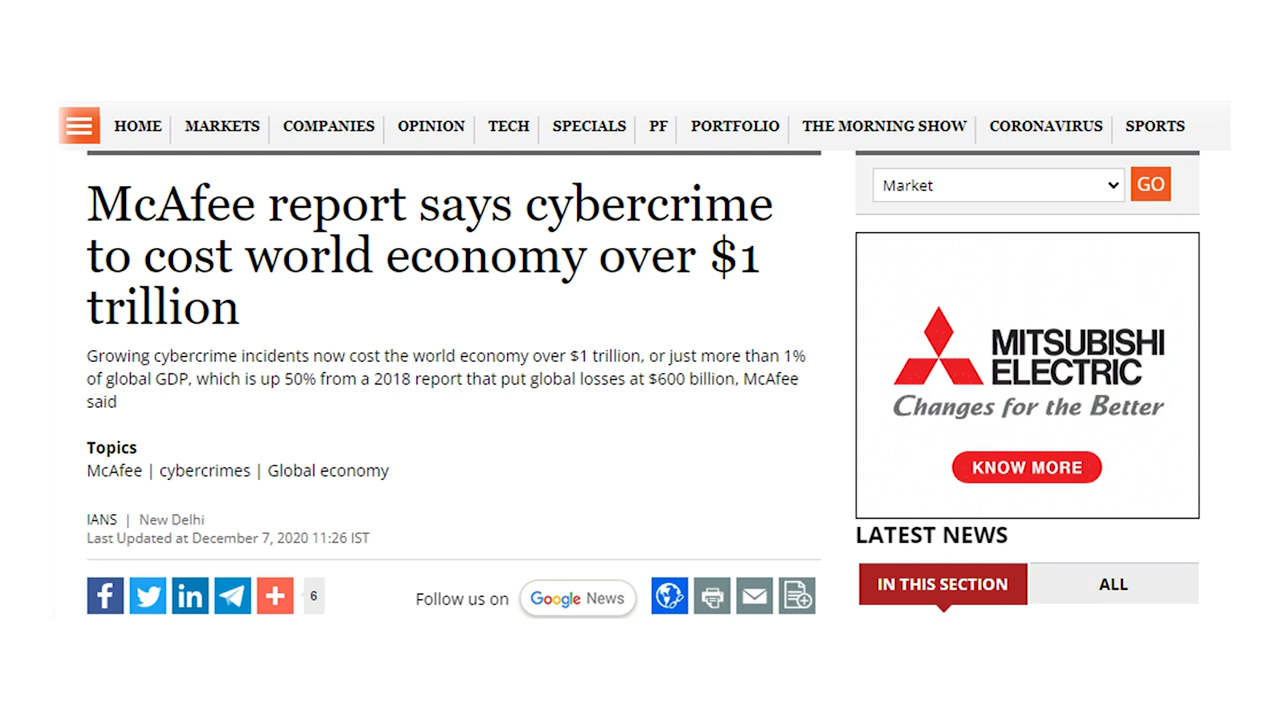 HOME MARKETS COMPANIES OPINION TECH SPECIALS PF PORTFOLIO THE MORNING SHOW CORONAVIRUS SPORTS
McAfee report says cybercrime
to cost world economy over $1
trillion
Growing cybercrime incidents now cost the world economy over $1 trillion, or just more than 1%
of global GDP, which is up 50% from a 2018 report that put global losses at $600 billion, McAfee
said
Topics
McAfee | cybercrimes | Global economy
IANS | New Delhi
Last Updated at December 7, 2020 11:26 IST
f in + 6
Follow us on Google News
Market GO
MITSUBISHI
ELECTRIC
Changes for the Better
KNOW MORE
LATEST NEWS
IN THIS SECTION ALL